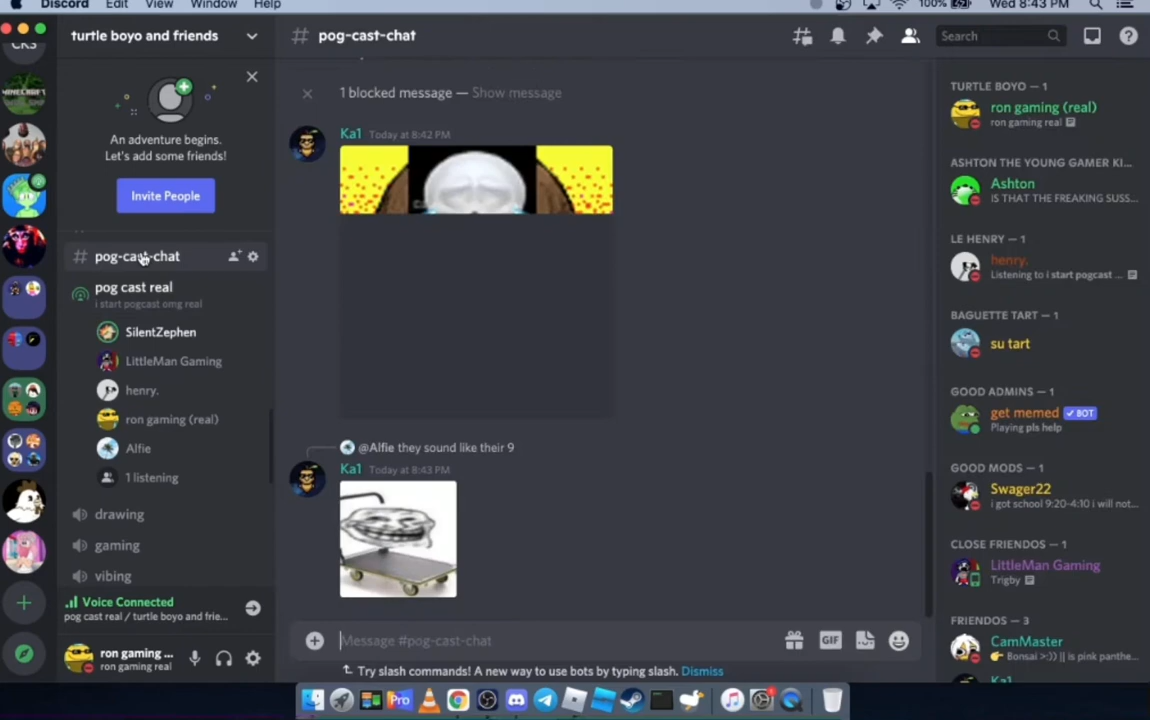 Discord Edit View Window Help 100% Wed 8:43 PM
CRS
turtle boyo and friends
An adventure begins.
Let's add some friends!
Invite People
# pog-cast-chat
pog cast real
i start pogcast omg real
SilentZephen
LittleMan Gaming
henry.
ron gaming (real)
Alfie
1 listening
drawing
gaming
vibing
Voice Connected
pog cast real / turtle boyo and frie...
ron gaming ...
ron gaming real
# pog-cast-chat
Search
1 blocked message — Show message
Ka1 Today at 8:42 PM
@Alfie they sound like their 9
Ka1 Today at 8:43 PM
Message #pog-cast-chat
GIF
Try slash commands! A new way to use bots by typing slash. Dismiss
TURTLE BOYO — 1
ron gaming (real)
ron gaming real
ASHTON THE YOUNG GAMER KI... 
Ashton
IS THAT THE FREAKING SUSS...
LE HENRY — 1
henry.
Listening to i start pogcast ...
BAGUETTE TART — 1
su tart
GOOD ADMINS — 1
get memed ✓ BOT
Playing pls help
GOOD MODS — 1
Swager22
i got school 9:20-4:10 i will not...
CLOSE FRIENDOS — 1
LittleMan Gaming
Trigby
FRIENDOS — 3
CamMaster
👉 Bonsai >:)) || is pink panthe...
Ka1
Pro